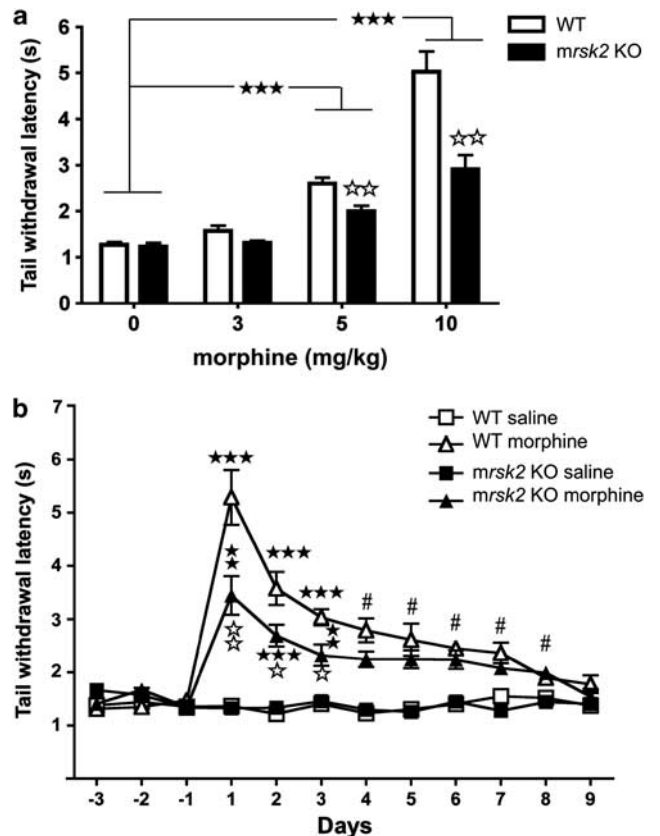 a
★★★
WT
mrsk2 KO
★★★
☆☆
☆☆
Tail withdrawal latency (s)
6
5
4
3
2
1
0
0 3 5 10
morphine (mg/kg)
b
WT saline
WT morphine
mrsk2 KO saline
mrsk2 KO morphine
Tail withdrawal latency (s)
7
6
5
4
3
2
1
★★★
★★
☆☆
★★★
★★★
☆
★★★
★★
☆
# # # # #
-3 -2 -1 1 2 3 4 5 6 7 8 9
Days